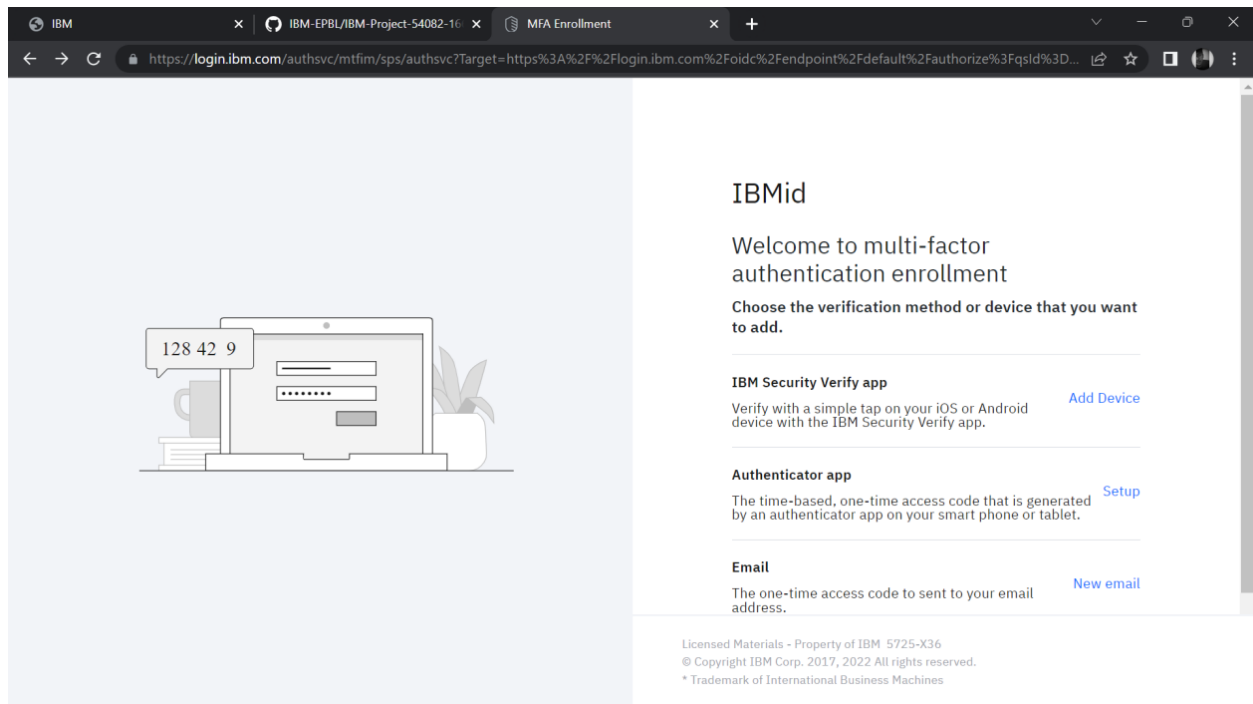 IBM
IBM-EPBL/IBM-Project-54082-16
MFA Enrollment
https://login.ibm.com/authsvc/mtfim/sps/authsvc?Target=https%3A%2F%2Flogin.ibm.com%2Foidc%2Fendpoint%2Fdefault%2Fauthorize%3FqsId%3D...
IBMid
Welcome to multi-factor
authentication enrollment
Choose the verification method or device that you want
to add.
IBM Security Verify app
Add Device
Verify with a simple tap on your iOS or Android
device with the IBM Security Verify app.
Authenticator app
Setup
The time-based, one-time access code that is generated
by an authenticator app on your smart phone or tablet.
Email
New email
The one-time access code to sent to your email
address.
128 42 9
Licensed Materials - Property of IBM 5725-X36
© Copyright IBM Corp. 2017, 2022 All rights reserved.
* Trademark of International Business Machines